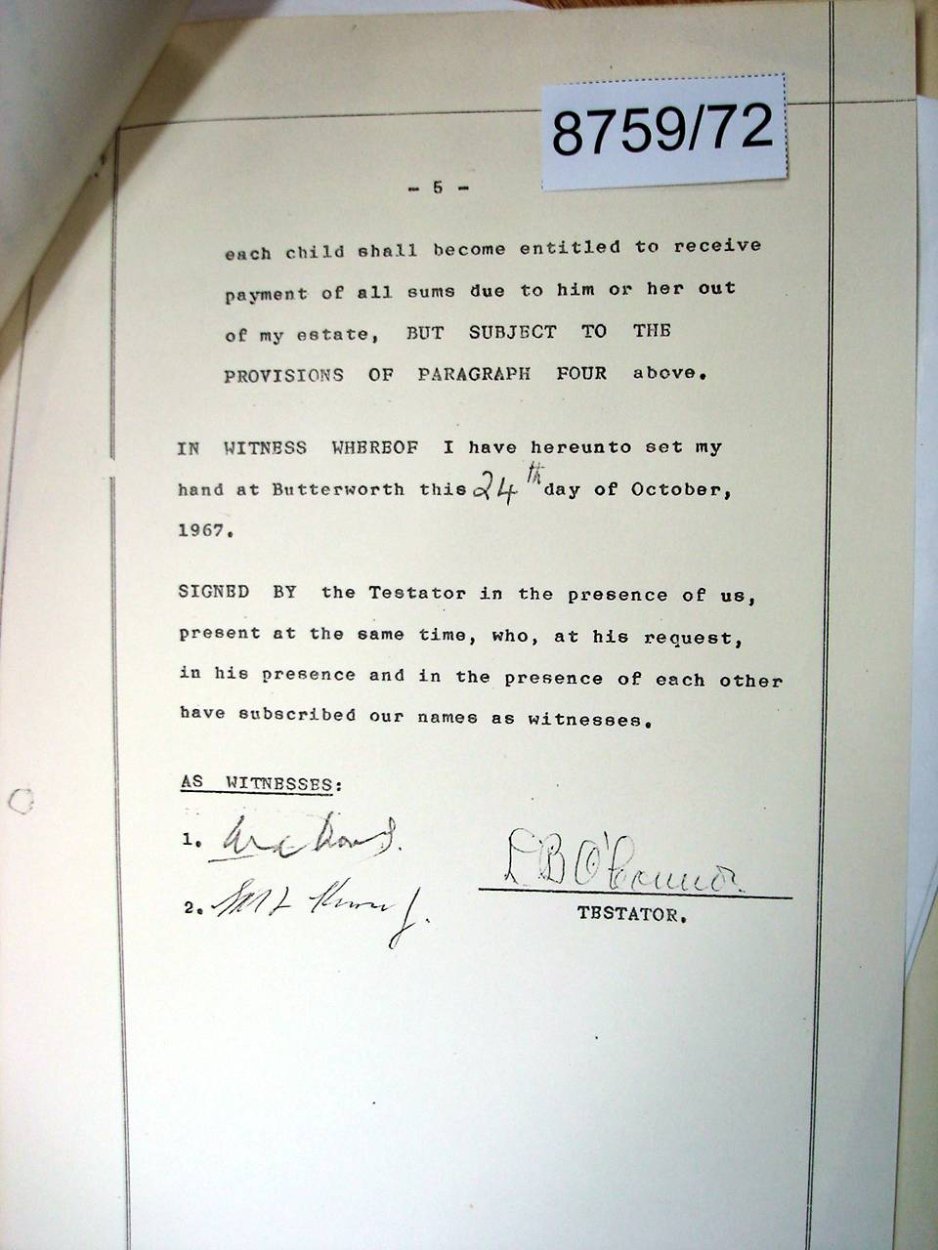 8759/72
- 5 -
each child shall become entitled to receive
payment of all sums due to him or her out
of my estate, BUT SUBJECT TO THE
PROVISIONS OF PARAGRAPH FOUR above.
IN WITNESS WHEREOF I have hereunto set my
hand at Butterworth this 24th day of October,
1967.
SIGNED BY the Testator in the presence of us,
present at the same time, who, at his request,
in his presence and in the presence of each other
have subscribed our names as witnesses.
AS WITNESSES:
1.
B O'Connor.
2.
TESTATOR.